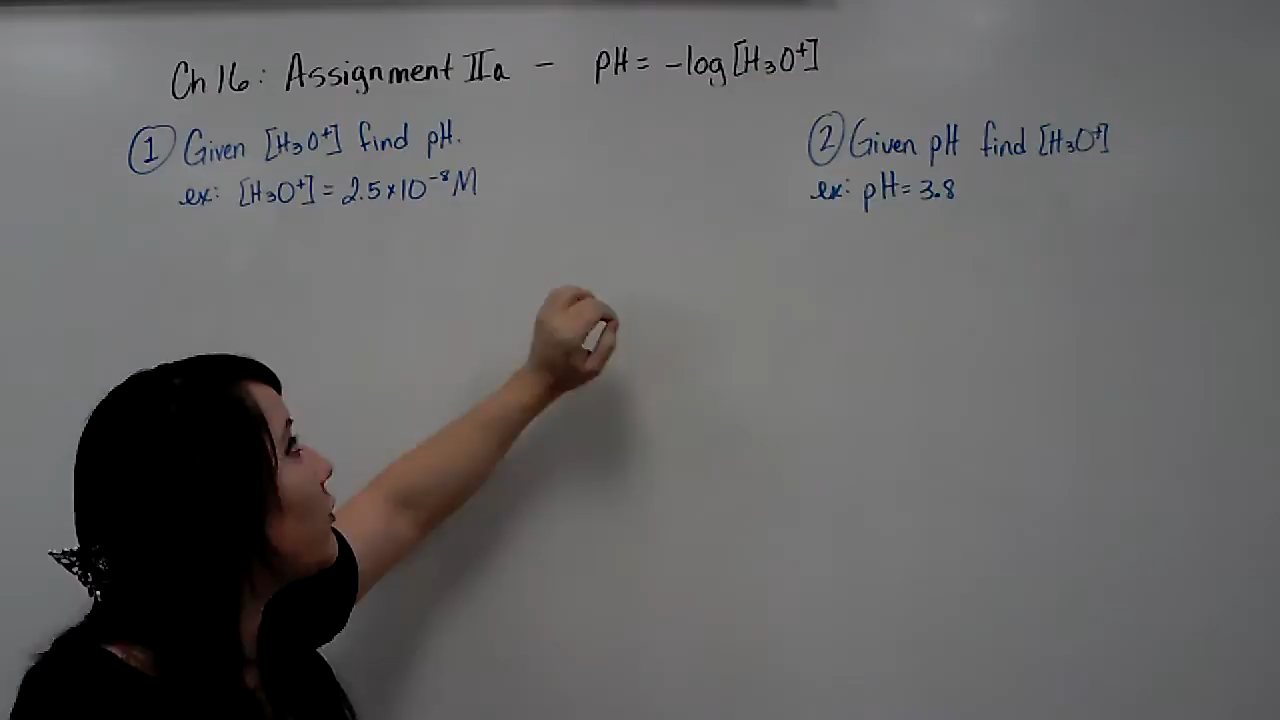 Ch 16: Assignment IIa - pH = -log[H₃O⁺]
① Given [H₃O⁺] find pH.
ex: [H₃O⁺] = 2.5×10⁻⁸ M
② Given pH find [H₃O⁺]
ex: pH = 3.8